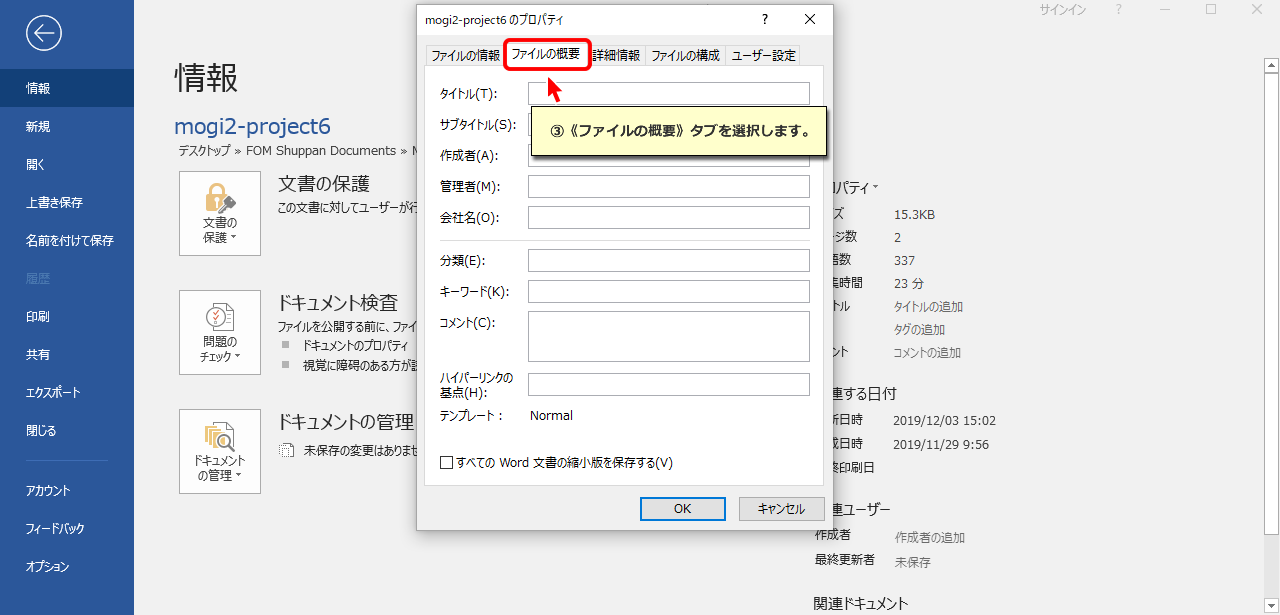 サインイン
?
情報
新規
開く
上書き保存
名前を付けて保存
履歴
印刷
共有
エクスポート
閉じる
アカウント
フィードバック
オプション
情報
mogi2-project6
デスクトップ » FOM Shuppan Documents »
文書の保護
この文書に対してユーザーが行
文書の
保護
ドキュメント検査
ファイルを公開する前に、ファイ
ドキュメントのプロパティ
視覚に障碍のある方が
問題の
チェック
ドキュメントの管理
未保存の変更はありませ
ドキュメント
の管理
mogi2-project6 のプロパティ
?
ファイルの情報
ファイルの概要
詳細情報
ファイルの構成
ユーザー設定
タイトル(T):
サブタイトル(S):
③《ファイルの概要》タブを選択します。
作成者(A):
管理者(M):
会社名(O):
分類(E):
キーワード(K):
コメント(C):
ハイパーリンクの
基点(H):
テンプレート: Normal
すべての Word 文書の縮小版を保存する(V)
OK
キャンセル
パティ
ズ 15.3KB
ジ数 2
語数 337
集時間 23 分
トル タイトルの追加
タグの追加
ント コメントの追加
連する日付
新日時 2019/12/03 15:02
成日時 2019/11/29 9:56
終印刷日
連ユーザー
作成者 作成者の追加
最終更新者 未保存
関連ドキュメント